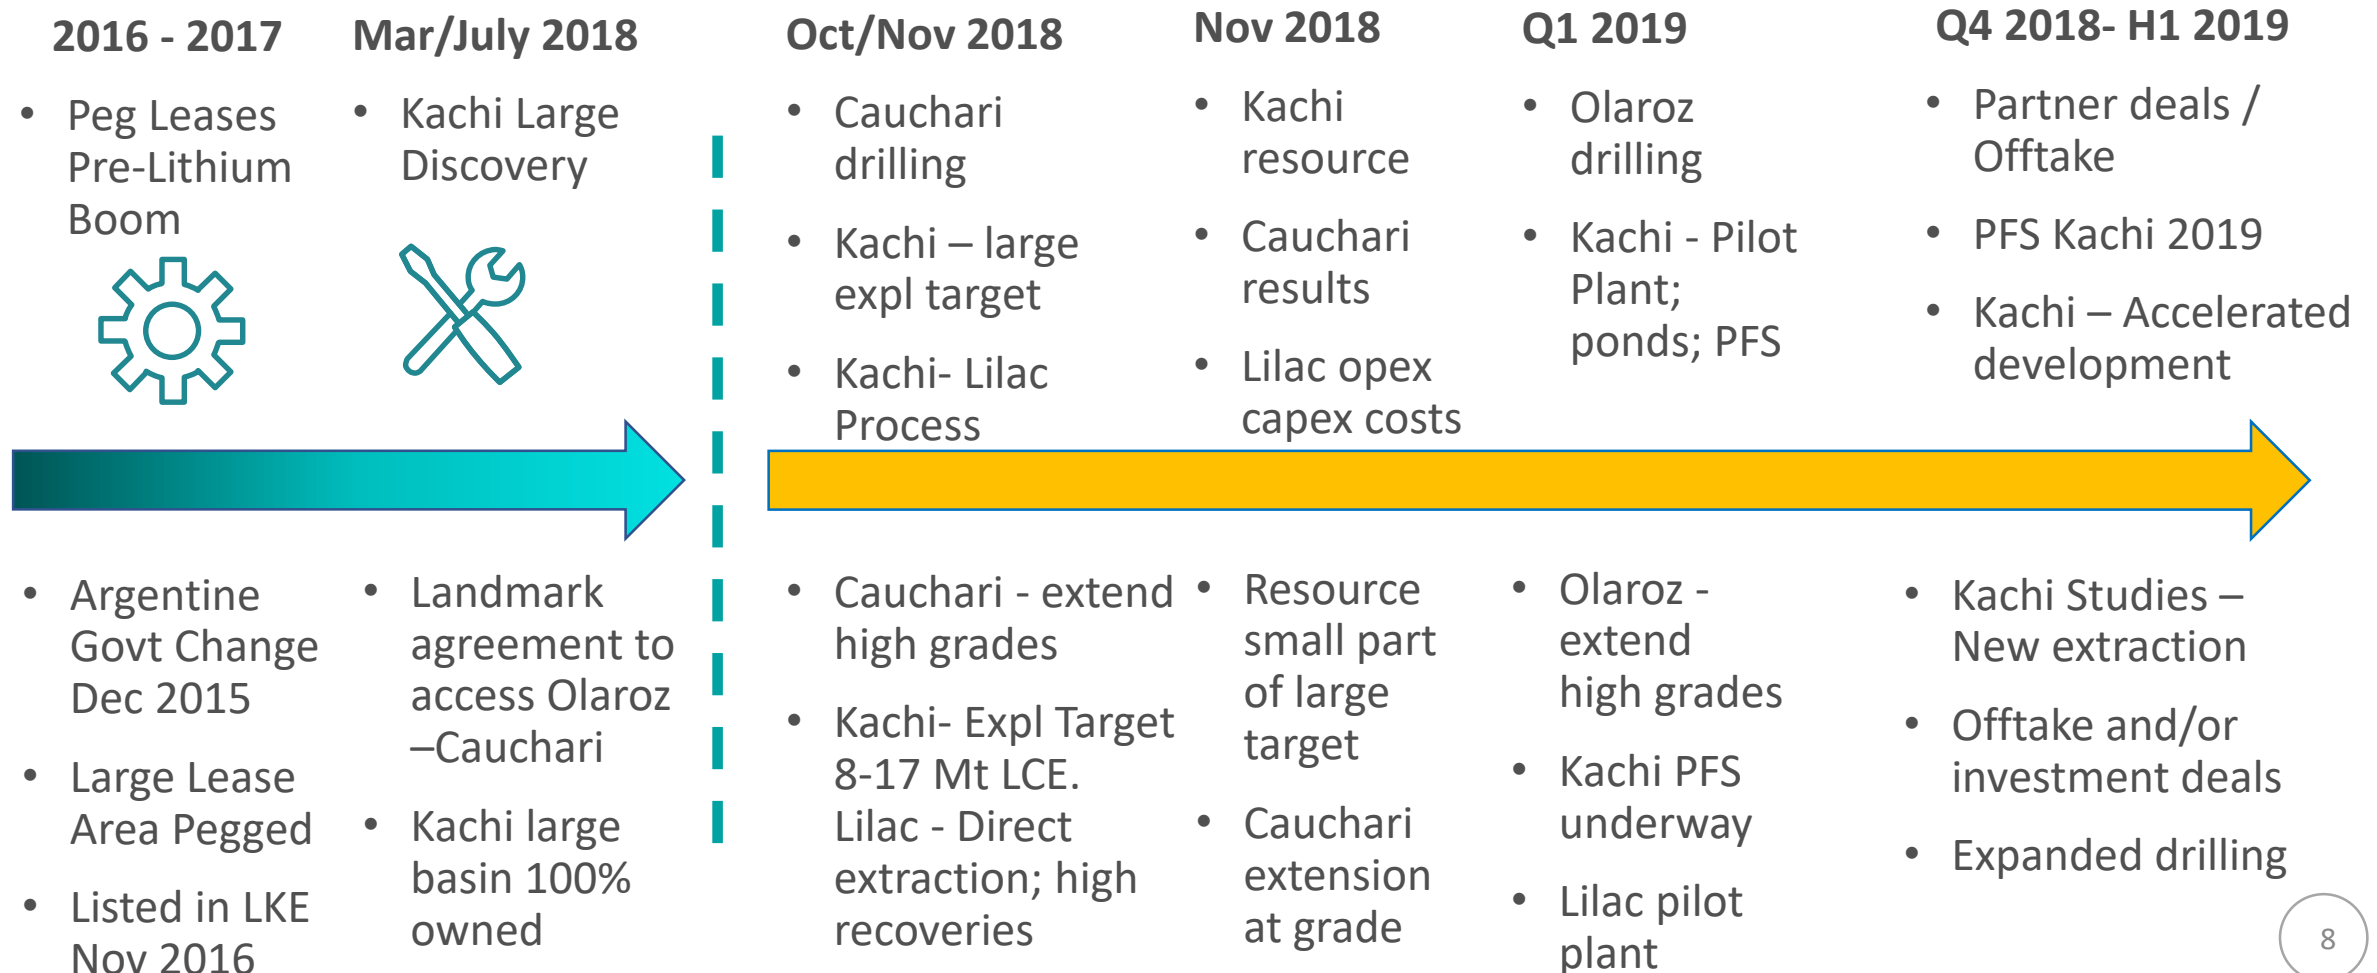 2016 - 2017
• Peg Leases
Pre-Lithium
Boom
Mar/July 2018
• Kachi Large
Discovery
Oct/Nov 2018
• Cauchari
drilling
• Kachi – large
expl target
• Kachi- Lilac
Process
Nov 2018
• Kachi
resource
• Cauchari
results
• Lilac opex
capex costs
Q1 2019
• Olaroz
drilling
• Kachi - Pilot
Plant;
ponds; PFS
Q4 2018- H1 2019
• Partner deals /
Offtake
• PFS Kachi 2019
• Kachi – Accelerated
development
• Argentine
Govt Change
Dec 2015
• Large Lease
Area Pegged
• Listed in LKE
Nov 2016
• Landmark
agreement to
access Olaroz
–Cauchari
• Kachi large
basin 100%
owned
• Cauchari - extend
high grades
• Kachi- Expl Target
8-17 Mt LCE.
Lilac - Direct
extraction; high
recoveries
• Resource
small part
of large
target
• Cauchari
extension
at grade
• Olaroz -
extend
high grades
• Kachi PFS
underway
• Lilac pilot
plant
• Kachi Studies –
New extraction
• Offtake and/or
investment deals
• Expanded drilling
8